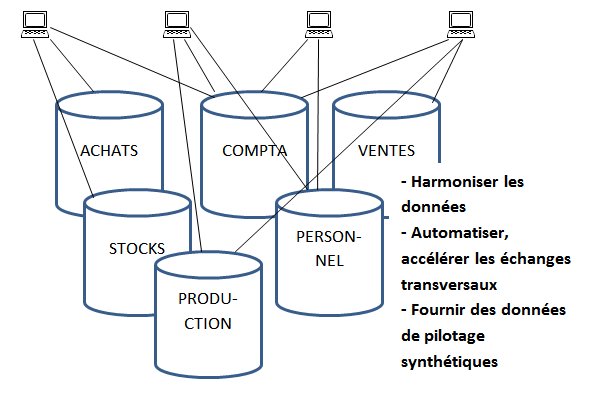 ACHATS
COMPTA
VENTES
STOCKS
PERSON-
NEL
PRODU-
CTION
- Harmoniser les
données
- Automatiser,
accélérer les échanges
transversaux
- Fournir des données
de pilotage
synthétiques